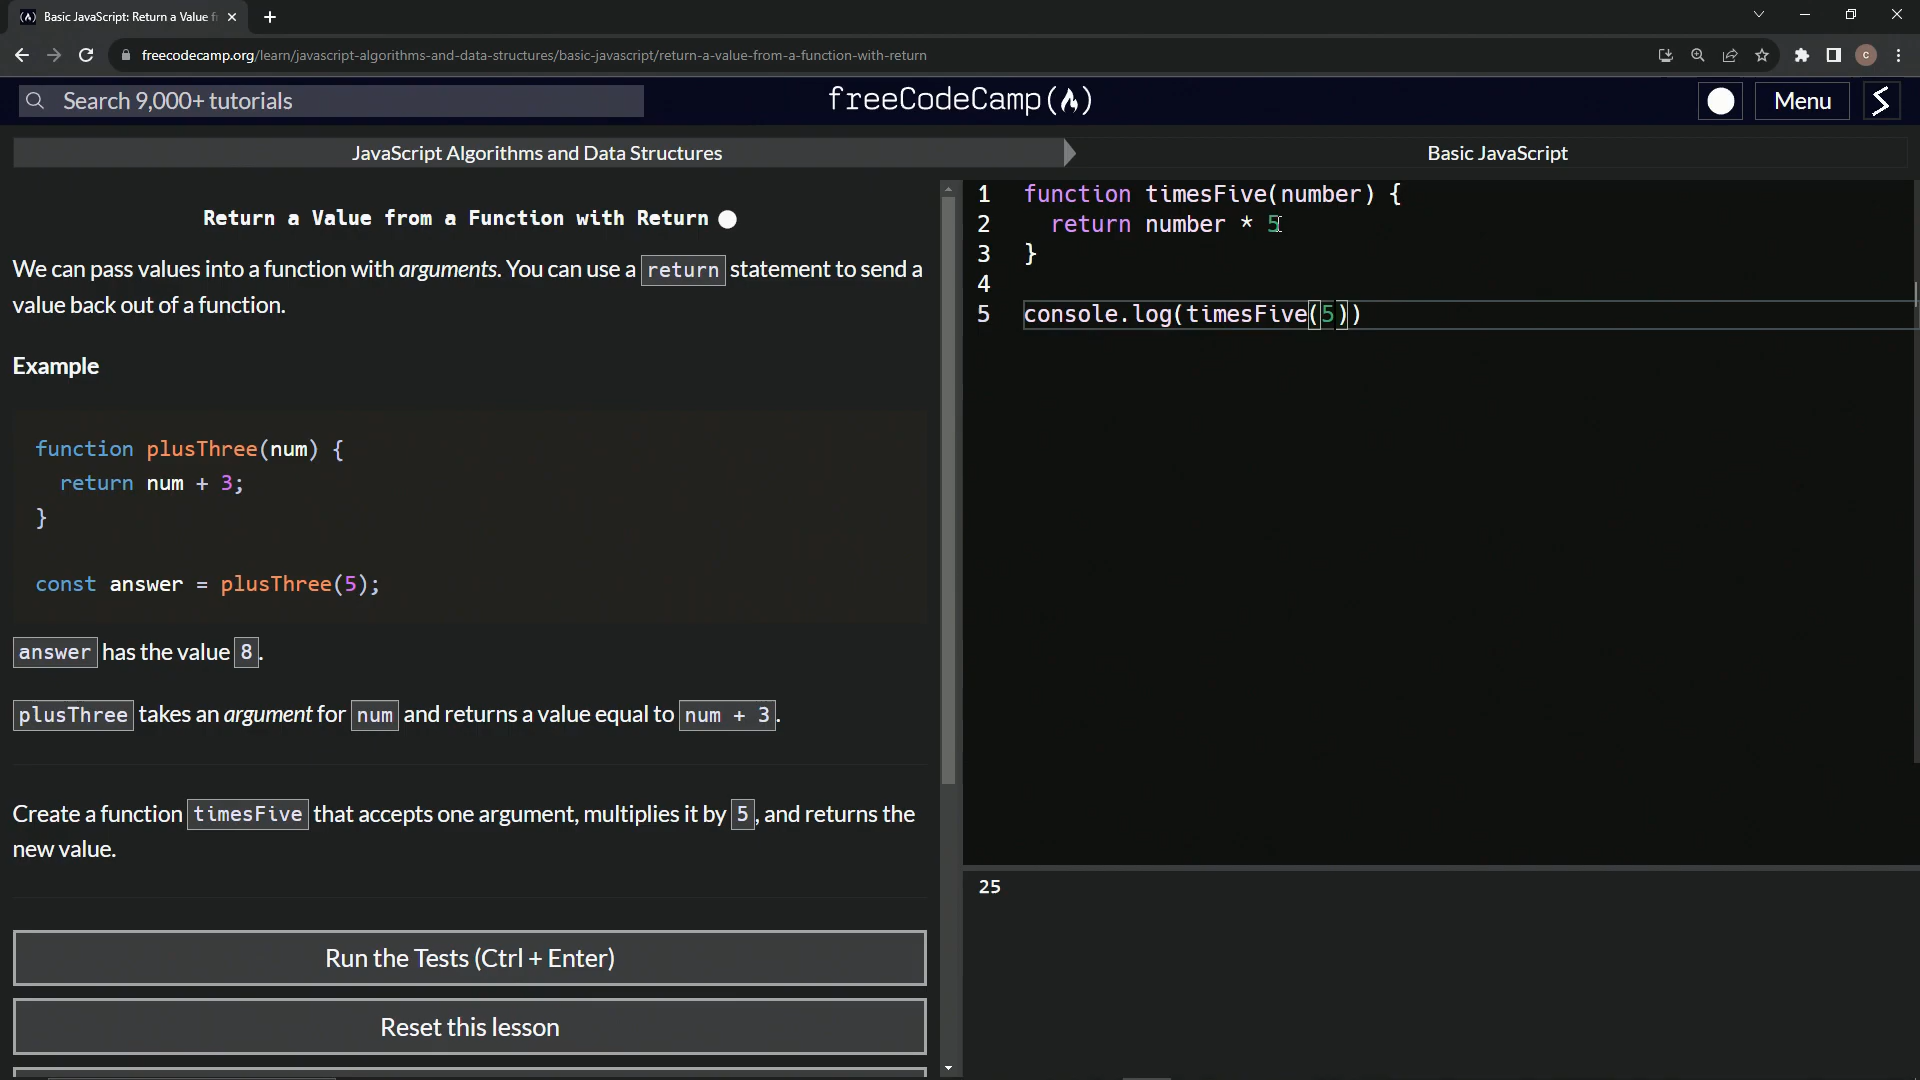 Basic JavaScript: Return a Value f
freecodecamp.org/learn/javascript-algorithms-and-data-structures/basic-javascript/return-a-value-from-a-function-with-return
c
Search 9,000+ tutorials
freeCodeCamp
Menu
JavaScript Algorithms and Data Structures
Basic JavaScript
Return a Value from a Function with Return
We can pass values into a function with arguments. You can use a return statement to send a
value back out of a function.
Example
function plusThree(num) {
return num + 3;
}
const answer = plusThree(5);
answer has the value 8.
plusThree takes an argument for num and returns a value equal to num + 3.
Create a function timesFive that accepts one argument, multiplies it by 5, and returns the
new value.
Run the Tests (Ctrl + Enter)
Reset this lesson
1 function timesFive(number) {
2 return number * 5
3 }
4
5 console.log(timesFive(5))
25